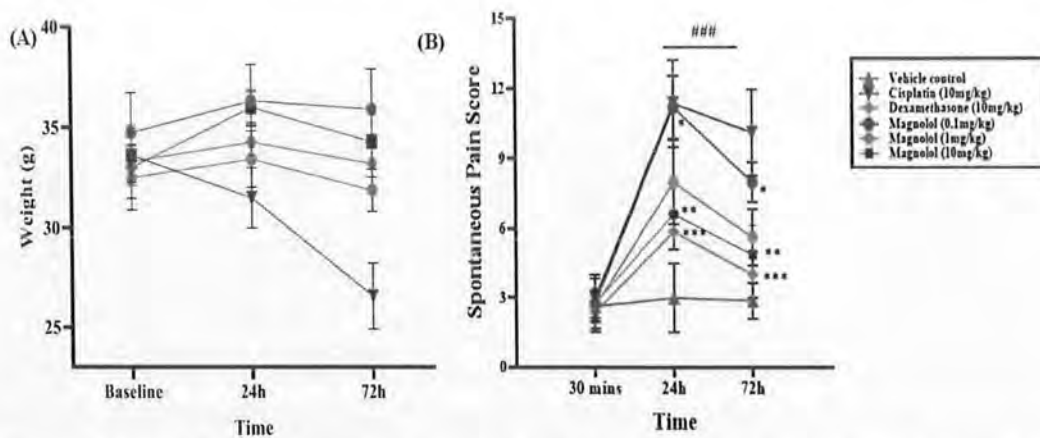 (A)
40
35
30
25
Weight (g)
Baseline
24h
72h
Time
(B)
15
12
9
6
3
0
Spontaneous Pain Score
###
*
*
**
***
**
***
30 mins
24h
72h
Time
Vehicle control
Cisplatin (10mg/kg)
Dexamethasone (10mg/kg)
Magnolol (0.1mg/kg)
Magnolol (1mg/kg)
Magnolol (10mg/kg)